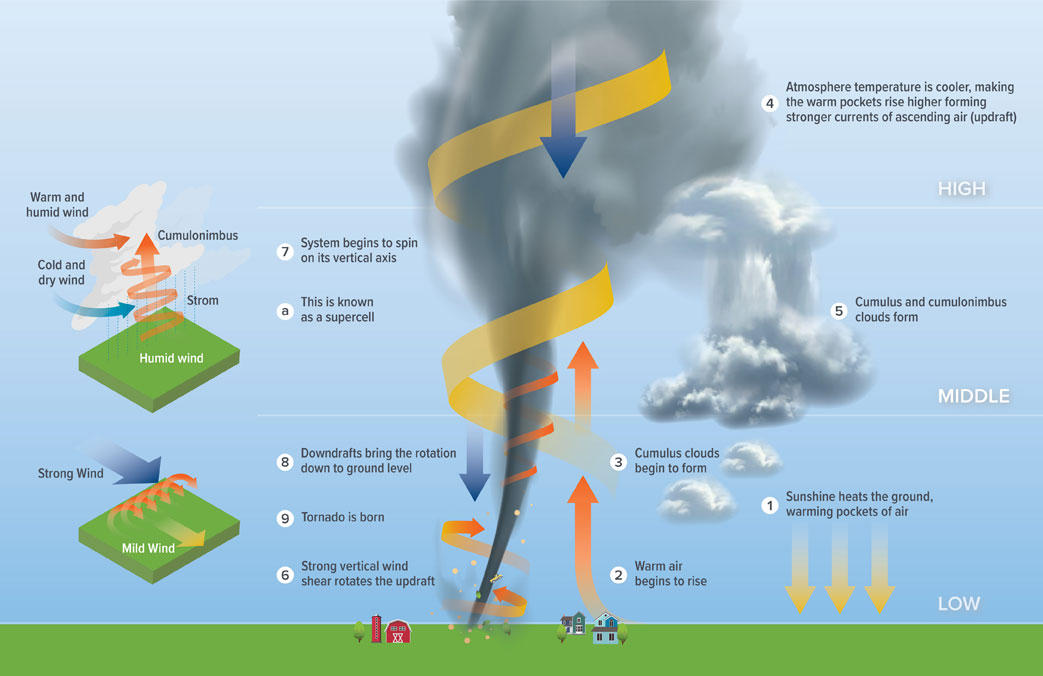 4
Atmosphere temperature is cooler, making
the warm pockets rise higher forming
stronger currents of ascending air (updraft)
HIGH
Warm and
humid wind
Cumulonimbus
Cold and
dry wind
Strom
Humid wind
7
System begins to spin
on its vertical axis
a
This is known
as a supercell
5
Cumulus and cumulonimbus
clouds form
MIDDLE
Strong Wind
Mild Wind
8
Downdrafts bring the rotation
down to ground level
9
Tornado is born
6
Strong vertical wind
shear rotates the updraft
3
Cumulus clouds
begin to form
2
Warm air
begins to rise
1
Sunshine heats the ground,
warming pockets of air
LOW